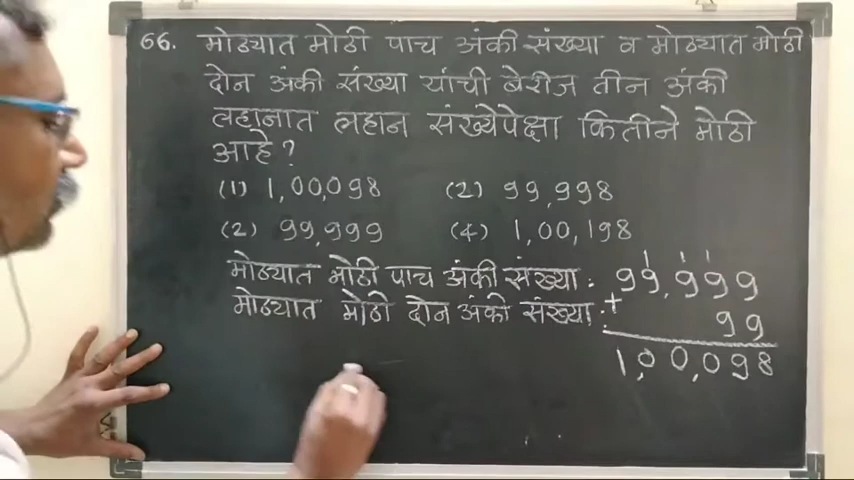 66. मोठ्यात मोठी पाच अंकी संख्या व मोठ्यात मोठी
दोन अंकी संख्या यांची बेरीज तीन अंकी
लहानात लहान संख्येपेक्षा कितीने मोठी
आहे?
(1) 1,00,098 (2) 99,998
(2) 99,999 (4) 1,00,198
मोठ्यात मोठी पाच अंकी संख्या : 99,999
मोठ्यात मोठी दोन अंकी संख्या : + 99
1,00,098